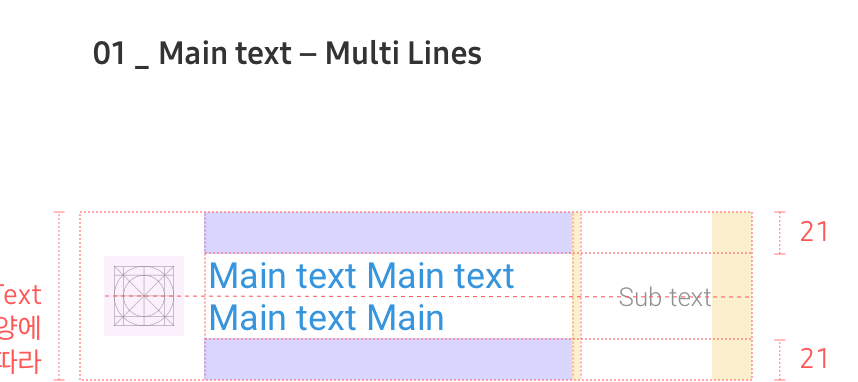 01 _ Main text – Multi Lines
21
Main text Main text
Text
Sub text
Main text Main
양에
따라
21